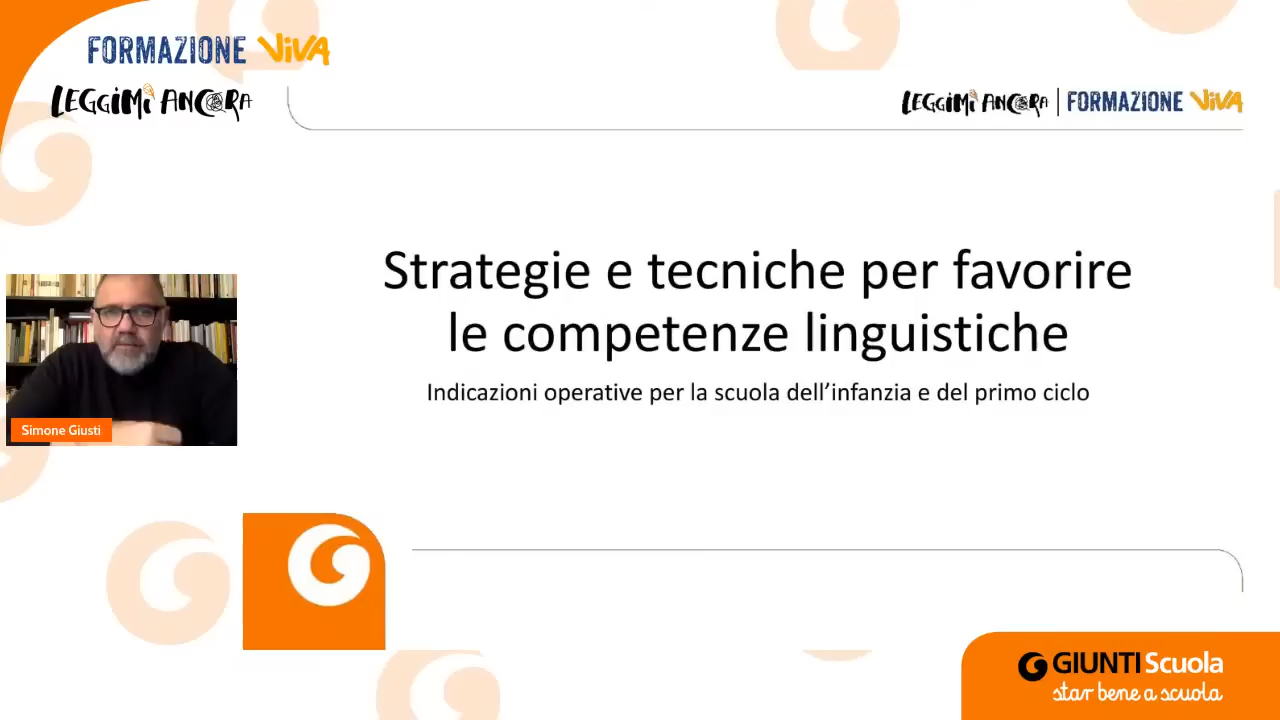 FORMAZIONE VIVA
LEGGIMI ANCORA
LEGGIMI ANCORA | FORMAZIONE VIVA
Strategie e tecniche per favorire
le competenze linguistiche
Indicazioni operative per la scuola dell’infanzia e del primo ciclo
Simone Giusti
GIUNTI Scuola
star bene a scuola